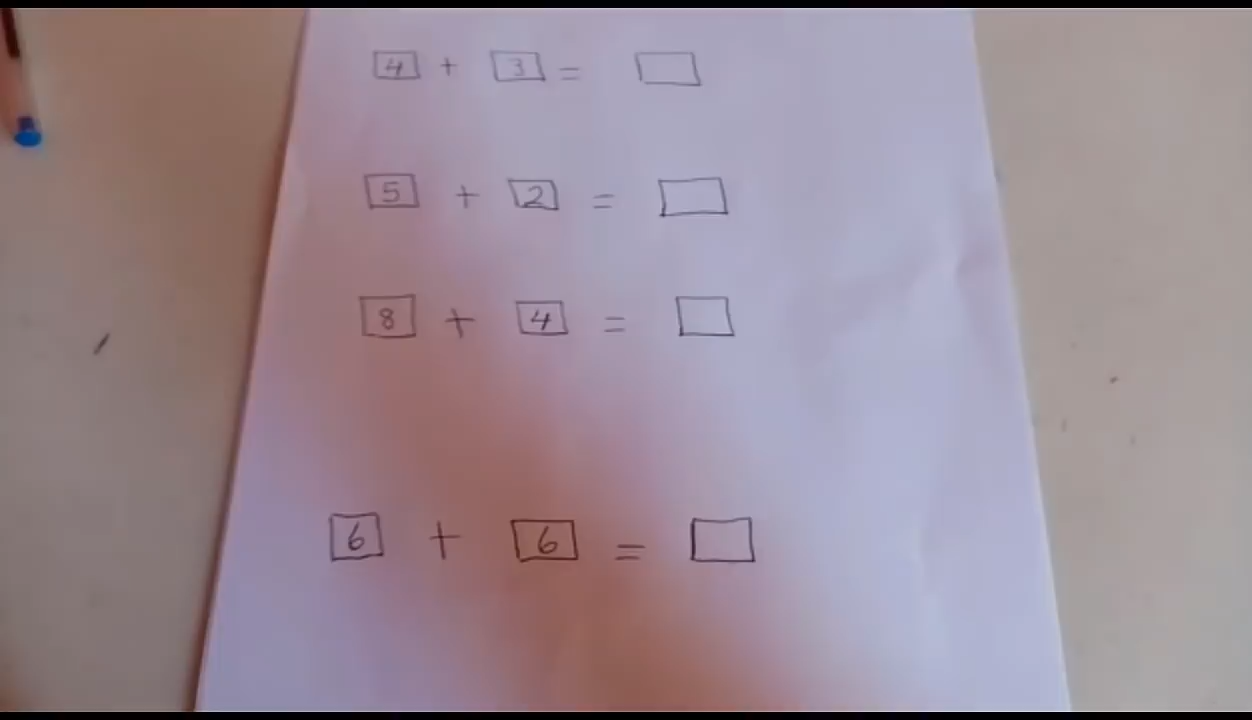 4 + 3 =
5 + 2 =
8 + 4 =
6 + 6 =